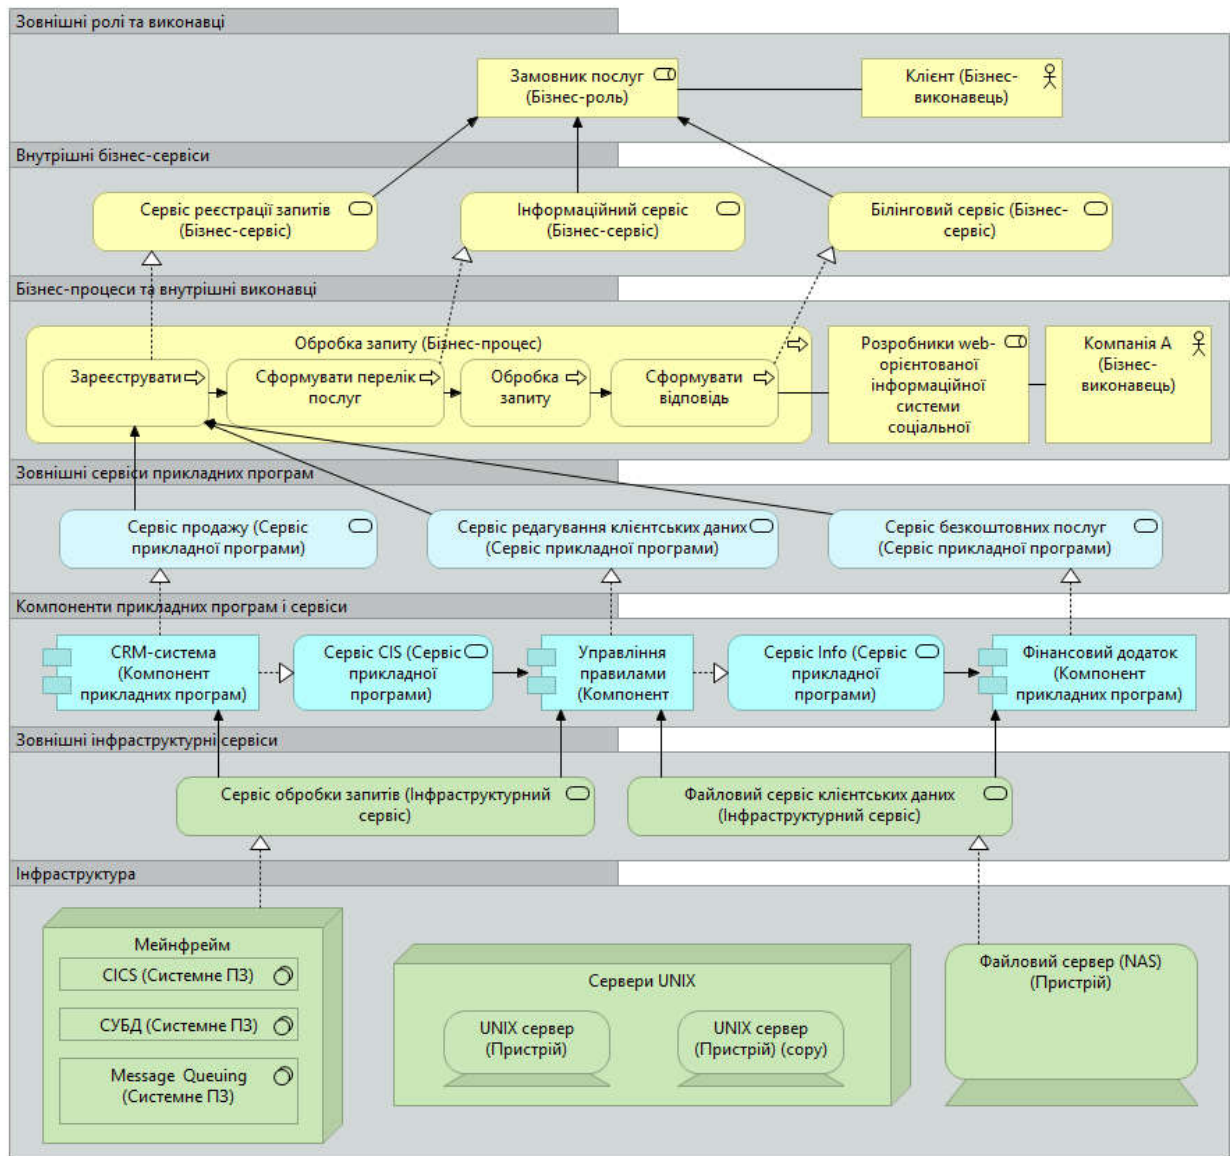 Зовнішні ролі та виконавці
Замовник послуг
(Бізнес-роль)
Клієнт (Бізнес-
виконавець)
Внутрішні бізнес-сервіси
Сервіс реєстрації запитів
(Бізнес-сервіс)
Інформаційний сервіс
(Бізнес-сервіс)
Білінговий сервіс (Бізнес-
сервіс)
Бізнес-процеси та внутрішні виконавці
Обробка запиту (Бізнес-процес)
Зареєструвати
Сформувати перелік
послуг
Обробка
запиту
Сформувати
відповідь
Розробники web-
орієнтованої
інформаційної
системи
соціальної
Компанія А
(Бізнес-
виконавець)
Зовнішні сервіси прикладних програм
Сервіс продажу (Сервіс
прикладної програми)
Сервіс редагування клієнтських даних
(Сервіс прикладної програми)
Сервіс безкоштовних послуг
(Сервіс прикладної програми)
Компоненти прикладних програм і сервіси
CRM-система
(Компонент
прикладних програм)
Сервіс CIS (Сервіс
прикладної
програми)
Управління
правилами
(Компонент
Сервіс Info (Сервіс
прикладної
програми)
Фінансовий додаток
(Компонент
прикладних програм)
Зовнішні інфраструктурні сервіси
Сервіс обробки запитів (Інфраструктурний
сервіс)
Файловий сервіс клієнтських даних
(Інфраструктурний сервіс)
Інфраструктура
Мейнфрейм
CICS (Системне ПЗ)
СУБД (Системне ПЗ)
Message Queuing
(Системне ПЗ)
Сервери UNIX
UNIX сервер
(Пристрій)
UNIX сервер
(Пристрій) (copy)
Файловий сервер (NAS)
(Пристрій)